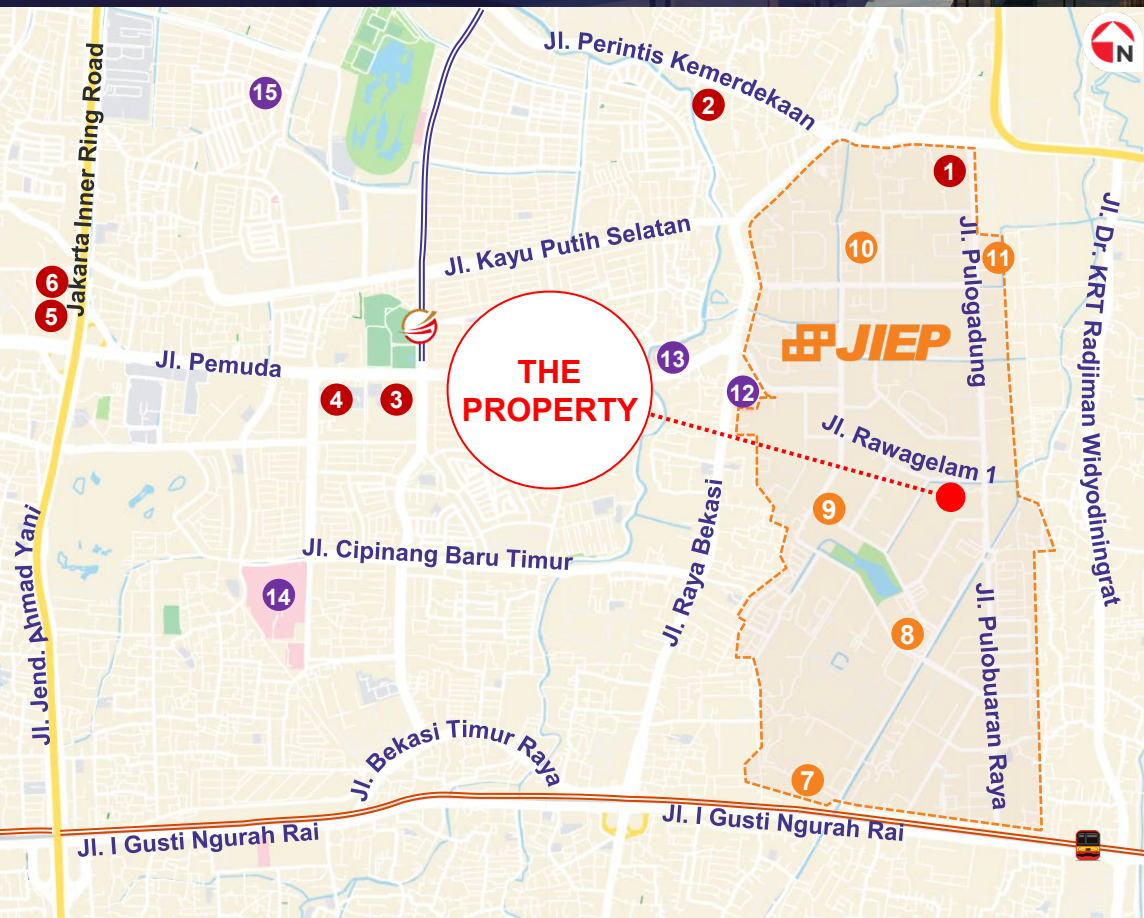 N
Jl. Perintis Kemerdekaan
Jakarta Inner Ring Road
15
2
1
Jl. Pulogadung
Jl. Dr. KRT Radjiman Widyodiningrat
Jl. Kayu Putih Selatan
10
11
6
5
JIEP
THE
PROPERTY
13
12
Jl. Pemuda
4
3
Jl. Rawagelam 1
9
Jl. Raya Bekasi
Jl. Jend. Ahmad Yani
Jl. Cipinang Baru Timur
14
8
Jl. Pulobuaran Raya
Jl. Bekasi Timur Raya
7
Jl. I Gusti Ngurah Rai
Jl. I Gusti Ngurah Rai